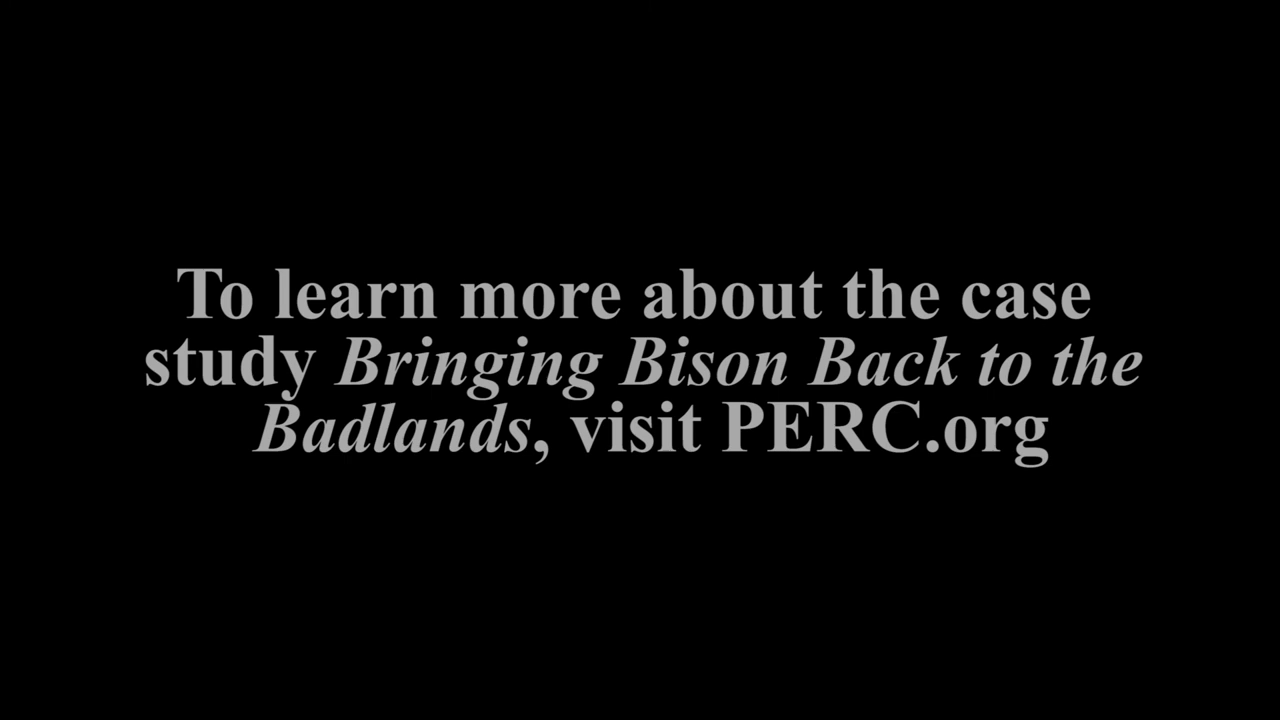 To learn more about the case
study Bringing Bison Back to the
Badlands, visit PERC.org